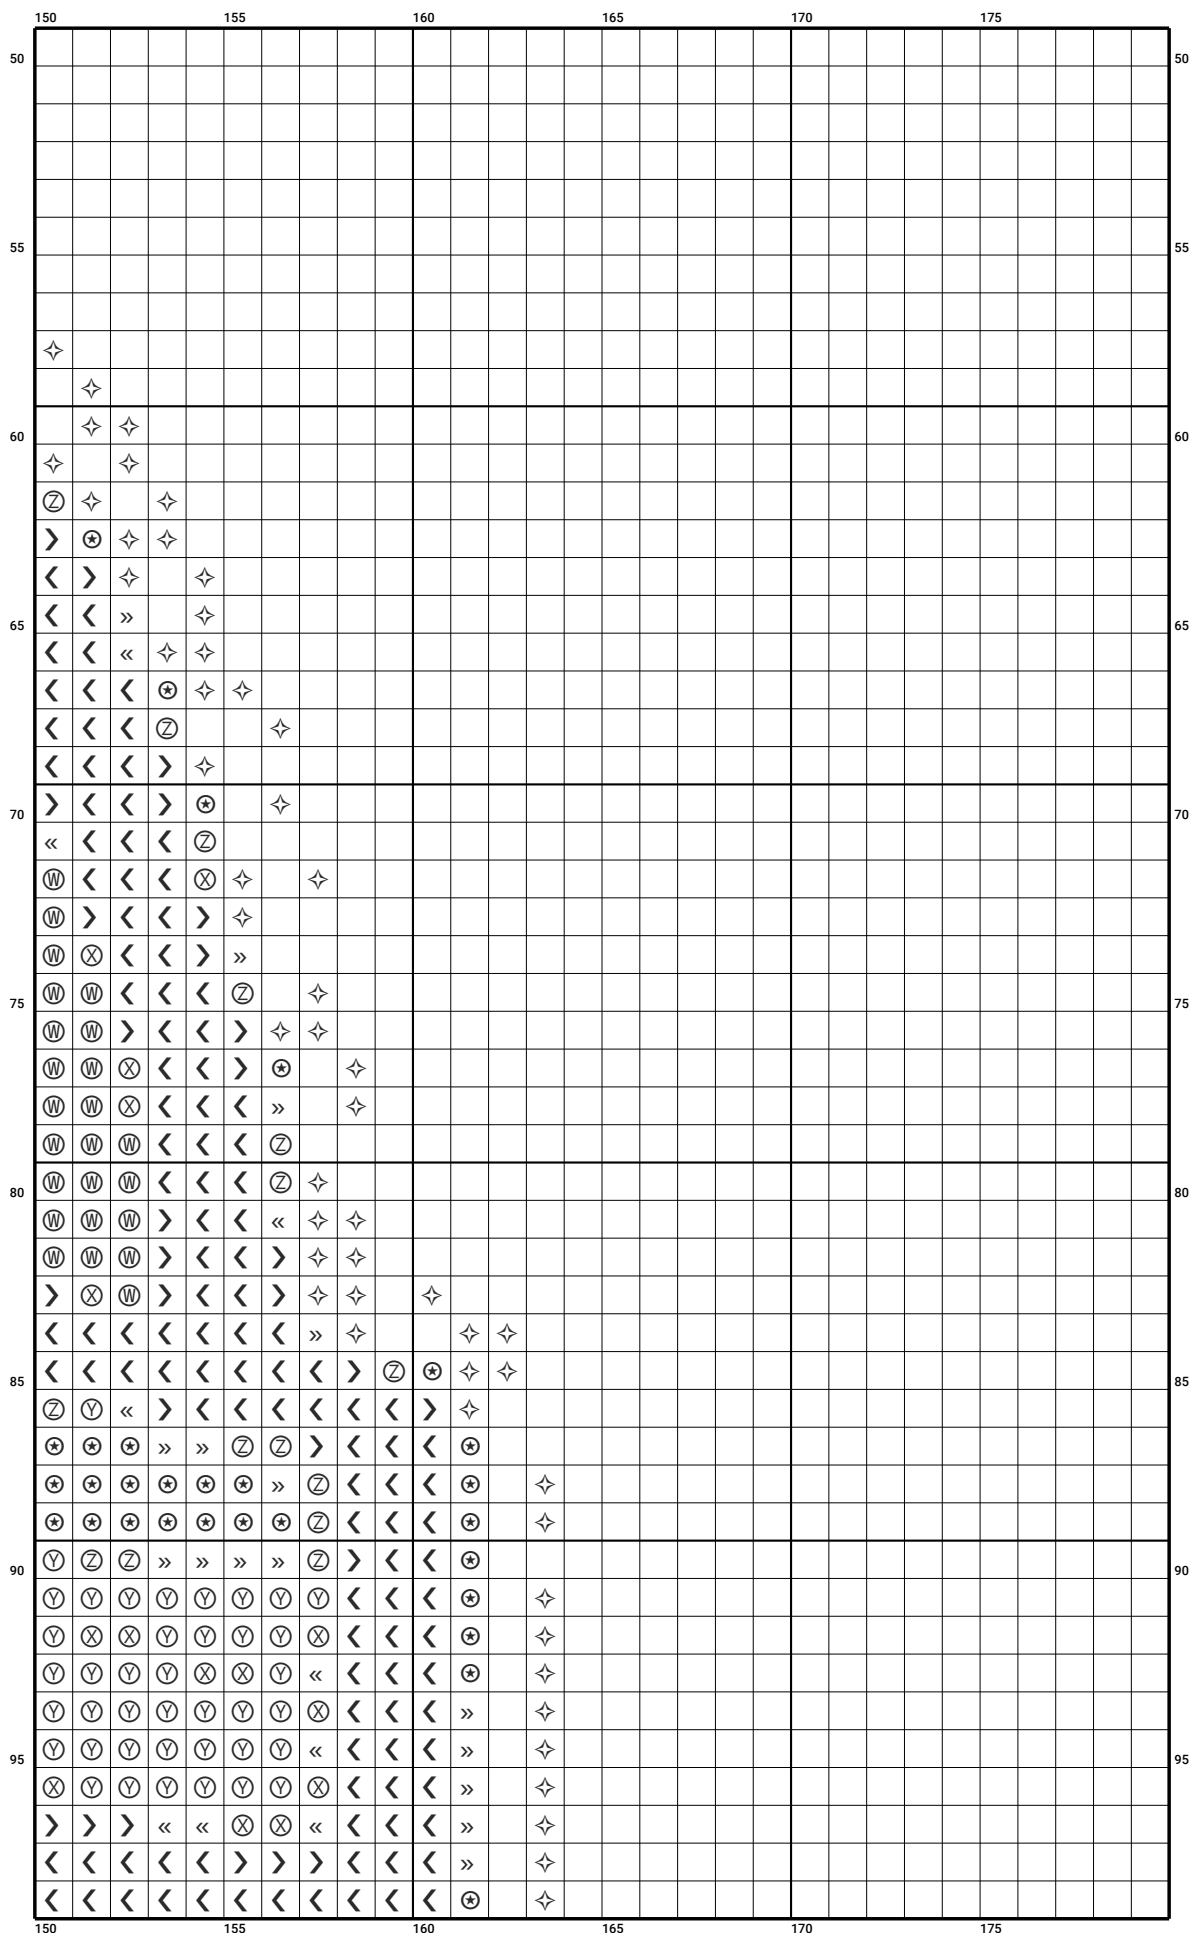 150 155 160 165 170 175
50 50
55 55
✧
✧
✧ ✧
60 60
✧ ✧
Ⓩ ✧ ✧
❯ ✪ ✧ ✧
❮ ❯ ✧ ✧
❮ ❮ » ✧
65 65
❮ ❮ « ✧ ✧
❮ ❮ ❮ ✪ ✧ ✧
❮ ❮ ❮ Ⓩ ✧
❮ ❮ ❮ ❯ ✧
❯ ❮ ❮ ❯ ✪ ✧
70 70
« ❮ ❮ ❮ Ⓩ
Ⓦ ❮ ❮ ❮ Ⓧ ✧ ✧
Ⓦ ❯ ❮ ❮ ❯ ✧
Ⓦ Ⓧ ❮ ❮ ❯ »
Ⓦ Ⓦ ❮ ❮ ❮ Ⓩ ✧
75 75
Ⓦ Ⓦ ❯ ❮ ❮ ❯ ✧ ✧
Ⓦ Ⓦ Ⓧ ❮ ❮ ❯ ✪ ✧
Ⓦ Ⓦ Ⓧ ❮ ❮ ❮ » ✧
Ⓦ Ⓦ Ⓦ ❮ ❮ ❮ Ⓩ
Ⓦ Ⓦ Ⓦ ❮ ❮ ❮ Ⓩ ✧
80 80
Ⓦ Ⓦ Ⓦ ❯ ❮ ❮ « ✧ ✧
Ⓦ Ⓦ Ⓦ ❯ ❮ ❮ ❯ ✧ ✧
❯ Ⓧ Ⓦ ❯ ❮ ❮ ❯ ✧ ✧ ✧
❮ ❮ ❮ ❮ ❮ ❮ ❮ » ✧ ✧ ✧
❮ ❮ ❮ ❮ ❮ ❮ ❮ ❮ ❯ Ⓩ ✪ ✧ ✧
85 85
Ⓩ Ⓨ « ❯ ❮ ❮ ❮ ❮ ❮ ❮ ❯ ✧
✪ ✪ ✪ » » Ⓩ Ⓩ ❯ ❮ ❮ ❮ ✪
✪ ✪ ✪ ✪ ✪ ✪ » Ⓩ ❮ ❮ ❮ ✪ ✧
✪ ✪ ✪ ✪ ✪ ✪ ✪ Ⓩ ❮ ❮ ❮ ✪ ✧
Ⓨ Ⓩ Ⓩ » » » » Ⓩ ❯ ❮ ❮ ✪
90 90
Ⓨ Ⓨ Ⓨ Ⓨ Ⓨ Ⓨ Ⓨ Ⓨ ❮ ❮ ❮ ✪ ✧
Ⓨ Ⓧ Ⓧ Ⓨ Ⓨ Ⓨ Ⓨ Ⓧ ❮ ❮ ❮ ✪ ✧
Ⓨ Ⓨ Ⓨ Ⓨ Ⓧ Ⓧ Ⓨ « ❮ ❮ ❮ ✪ ✧
Ⓨ Ⓨ Ⓨ Ⓨ Ⓨ Ⓨ Ⓨ Ⓧ ❮ ❮ ❮ » ✧
Ⓨ Ⓨ Ⓨ Ⓨ Ⓨ Ⓨ Ⓨ « ❮ ❮ ❮ » ✧
95 95
Ⓧ Ⓨ Ⓨ Ⓨ Ⓨ Ⓨ Ⓨ Ⓧ ❮ ❮ ❮ » ✧
❯ ❯ ❯ « « Ⓧ Ⓧ « ❮ ❮ ❮ » ✧
❮ ❮ ❮ ❮ ❮ ❯ ❯ ❯ ❮ ❮ ❮ » ✧
❮ ❮ ❮ ❮ ❮ ❮ ❮ ❮ ❮ ❮ ❮ ✪ ✧
150 155 160 165 170 175